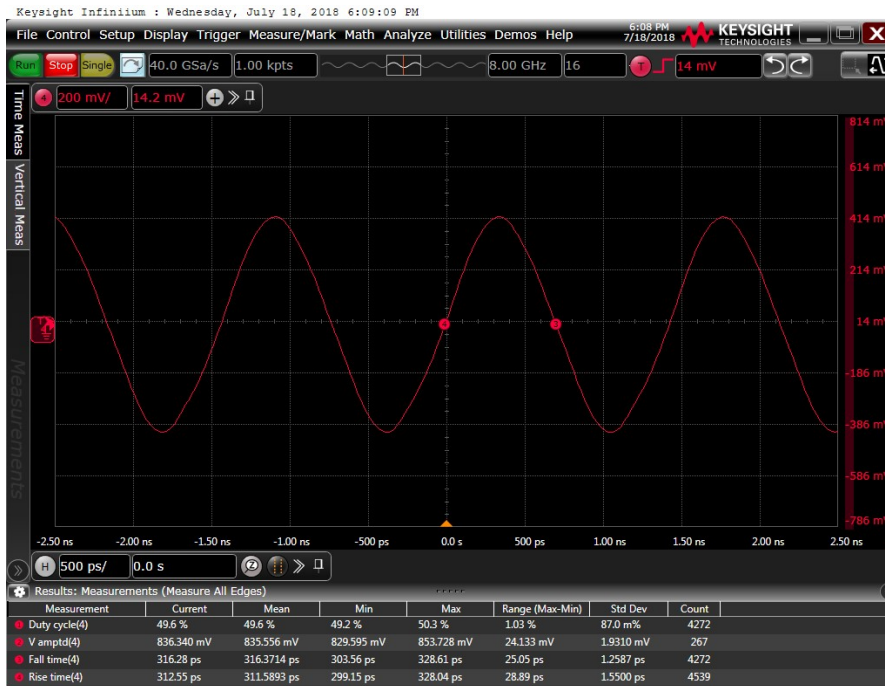 Keysight Infiniium : Wednesday, July 18, 2018 6:09:09 PM
File Control Setup Display Trigger Measure/Mark Math Analyze Utilities Demos Help
6:08 PM
7/18/2018
KEYSIGHT
TECHNOLOGIES
X
Run Stop Single 40.0 GSa/s 1.00 kpts 8.00 GHz 16 T 14 mV
4 200 mV/ 14.2 mV +
Time Meas
Vertical Meas
Measurements
814 m
614 m
414 m
214 m
14 m
-186 m
-386 m
-586 m
-786 m
4 3
-2.50 ns -2.00 ns -1.50 ns -1.00 ns -500 ps 0.0 s 500 ps 1.00 ns 1.50 ns 2.00 ns 2.50 ns
H 500 ps/ 0.0 s Z
Results: Measurements (Measure All Edges)
Measurement Current Mean Min Max Range (Max-Min) Std Dev Count
1 Duty cycle(4) 49.6 % 49.6 % 49.2 % 50.3 % 1.03 % 87.0 m% 4272
2 V amptd(4) 836.340 mV 835.556 mV 829.595 mV 853.728 mV 24.133 mV 1.9310 mV 267
3 Fall time(4) 316.28 ps 316.3714 ps 303.56 ps 328.61 ps 25.05 ps 1.2587 ps 4272
4 Rise time(4) 312.55 ps 311.5893 ps 299.15 ps 328.04 ps 28.89 ps 1.5500 ps 4539